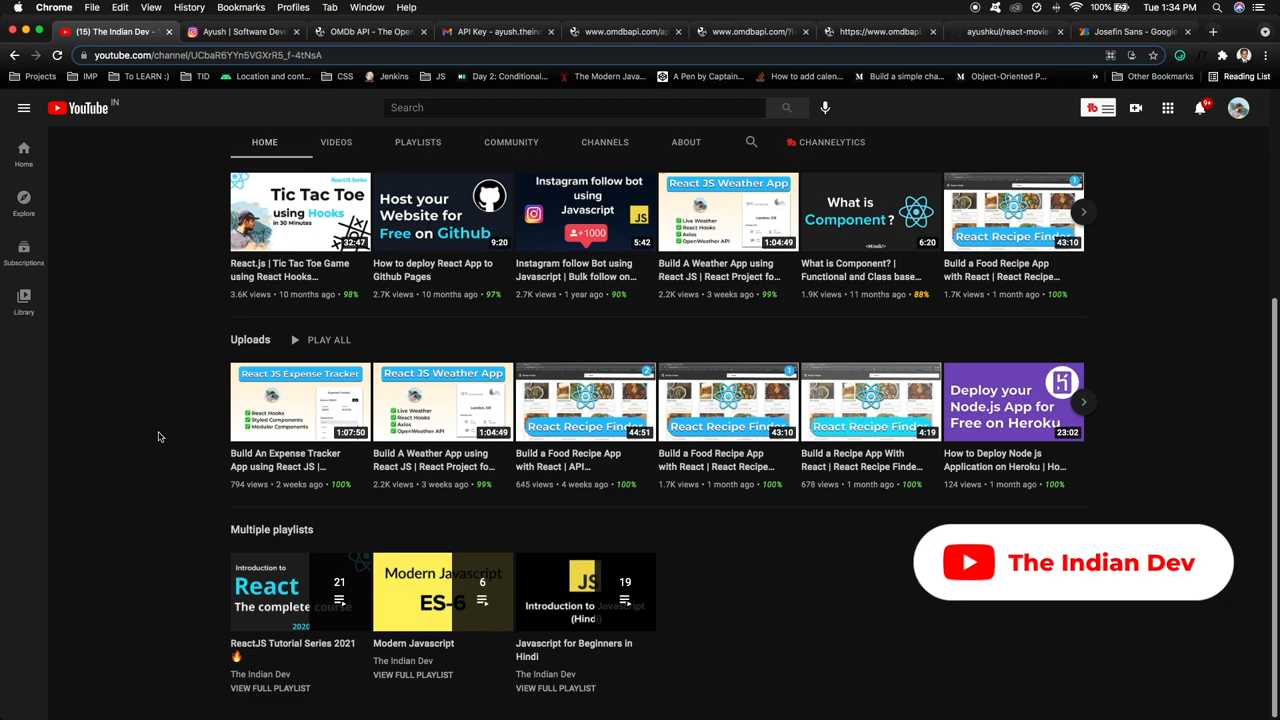 Chrome File Edit View History Bookmarks Profiles Tab Window Help 100% Tue 1:34 PM
(15) The Indian Dev - Ayush | Software Dev OMDb API - The Open API Key - ayush.theind www.omdbapi.com/ap www.omdbapi.com/?i https://www.omdbapi ayushkul/react-movie Josefin Sans - Google
youtube.com/channel/UCbaR6YYn5VGXrR5_f-4tNsA
Projects IMP To LEARN :) TID Location and cont... CSS Jenkins JS Day 2: Conditional... The Modern Java... A Pen by Captain... How to add calen... Build a simple cha... Object-Oriented P... » Other Bookmarks Reading List
YouTube IN Search 9+
HOME VIDEOS PLAYLISTS COMMUNITY CHANNELS ABOUT CHANNELYTICS
Home
Explore
Subscriptions
Library
ReactJS Series
Tic Tac Toe
using Hooks
in 30 Minutes
32:47
Host your
Website for
Free on Github
9:20
Instagram follow bot
using
Javascript
JS
+1000
5:42
React JS Weather App
Live Weather
React Hooks
Axios
OpenWeather API
1:04:49
What is
Component ?
6:20
1
React Recipe Finder
43:10
React.js | Tic Tac Toe Game
using React Hooks...
3.6K views • 10 months ago • 98%
How to deploy React App to
Github Pages
2.7K views • 10 months ago • 97%
Instagram follow Bot using
Javascript | Bulk follow on...
2.7K views • 1 year ago • 90%
Build A Weather App using
React JS | React Project fo...
2.2K views • 3 weeks ago • 99%
What is Component? |
Functional and Class base...
1.9K views • 11 months ago • 88%
Build a Food Recipe App
with React | React Recipe...
1.7K views • 1 month ago • 100%
Uploads PLAY ALL
React JS Expense Tracker
React Hooks
Styled Components
Modular Components
1:07:50
React JS Weather App
Live Weather
React Hooks
Axios
OpenWeather API
1:04:49
2
React Recipe Finder
44:51
1
React Recipe Finder
43:10
React Recipe Finder
4:19
Deploy your
Node.js App for
Free on Heroku
23:02
Build An Expense Tracker
App using React JS |...
794 views • 2 weeks ago • 100%
Build A Weather App using
React JS | React Project fo...
2.2K views • 3 weeks ago • 99%
Build a Food Recipe App
with React | API...
645 views • 4 weeks ago • 100%
Build a Food Recipe App
with React | React Recipe...
1.7K views • 1 month ago • 100%
Build a Recipe App With
React | React Recipe Finde...
678 views • 1 month ago • 100%
How to Deploy Node js
Application on Heroku | Ho...
124 views • 1 month ago • 100%
Multiple playlists
Introduction to
React
The complete course
2020
21
Modern Javascript
ES-6
6
JS
Introduction to Javascript
(Hindi)
19
ReactJS Tutorial Series 2021
🔥
The Indian Dev
VIEW FULL PLAYLIST
Modern Javascript
The Indian Dev
VIEW FULL PLAYLIST
Javascript for Beginners in
Hindi
The Indian Dev
VIEW FULL PLAYLIST
The Indian Dev